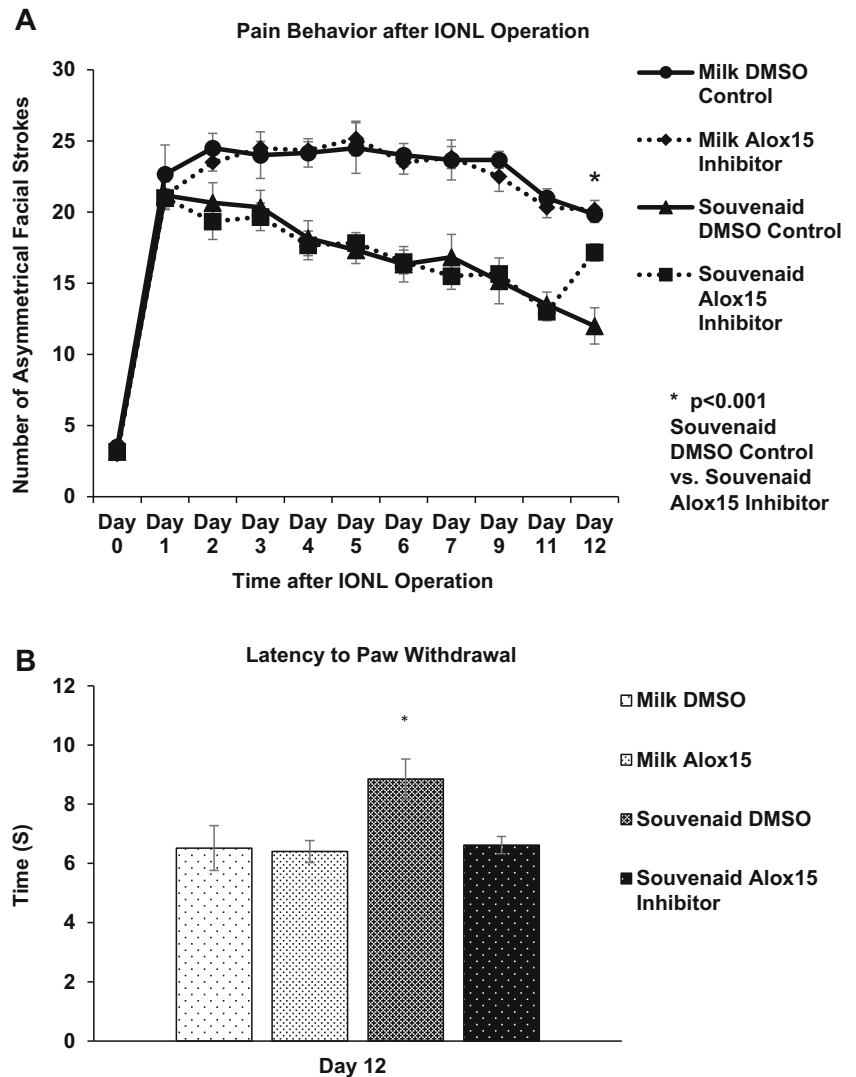 A
Pain Behavior after IONL Operation
30
25
20
15
10
5
0
Number of Asymmetrical Facial Strokes
*
Day 0
Day 1
Day 2
Day 3
Day 4
Day 5
Day 6
Day 7
Day 9
Day 11
Day 12
Time after IONL Operation
Milk DMSO
Control
Milk Alox15
Inhibitor
Souvenaid
DMSO Control
Souvenaid
Alox15
Inhibitor
* p<0.001
Souvenaid
DMSO Control
vs. Souvenaid
Alox15 Inhibitor
B
Latency to Paw Withdrawal
12
10
8
6
4
2
0
Time (S)
*
Day 12
Milk DMSO
Milk Alox15
Souvenaid DMSO
Souvenaid Alox15
Inhibitor